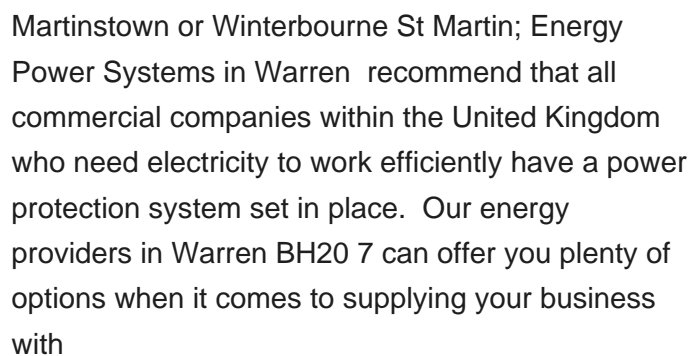 Martinstown or Winterbourne St Martin; Energy
Power Systems in Warren  recommend that all
commercial companies within the United Kingdom
who need electricity to work efficiently have a power
protection system set in place.  Our energy
providers in Warren BH20 7 can offer you plenty of
options when it comes to supplying your business
with